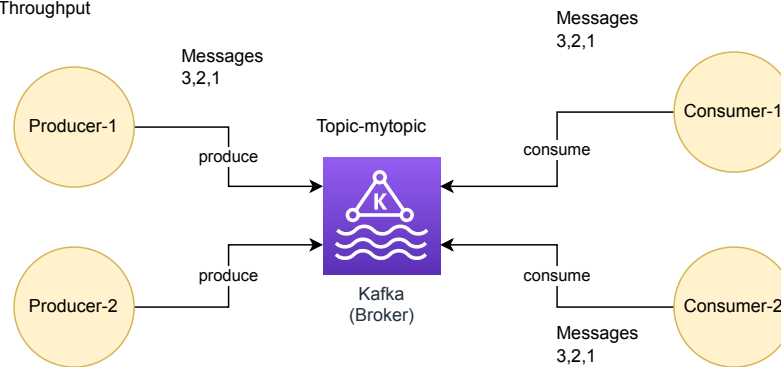 Throughput
Messages
3,2,1
Messages
3,2,1
Producer-1
Topic-mytopic
Consumer-1
produce
consume
K
produce
consume
Producer-2
Kafka
(Broker)
Consumer-2
Messages
3,2,1